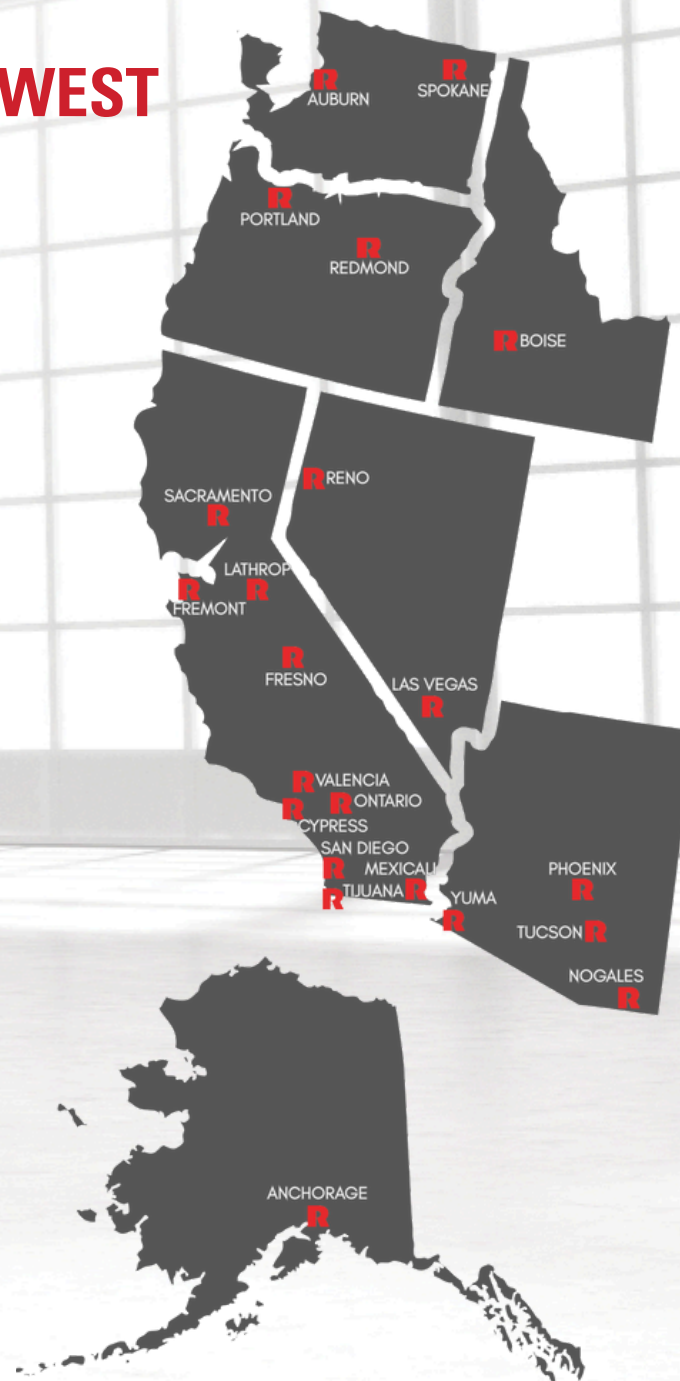 WEST
AUBURN
SPOKANE
PORTLAND
REDMOND
BOISE
RENO
SACRAMENTO
LATHROP
FREMONT
FRESNO
LAS VEGAS
VALENCIA
ONTARIO
CYPRESS
SAN DIEGO
MEXICALI
TIJUANA
YUMA
PHOENIX
TUCSON
NOGALES
ANCHORAGE